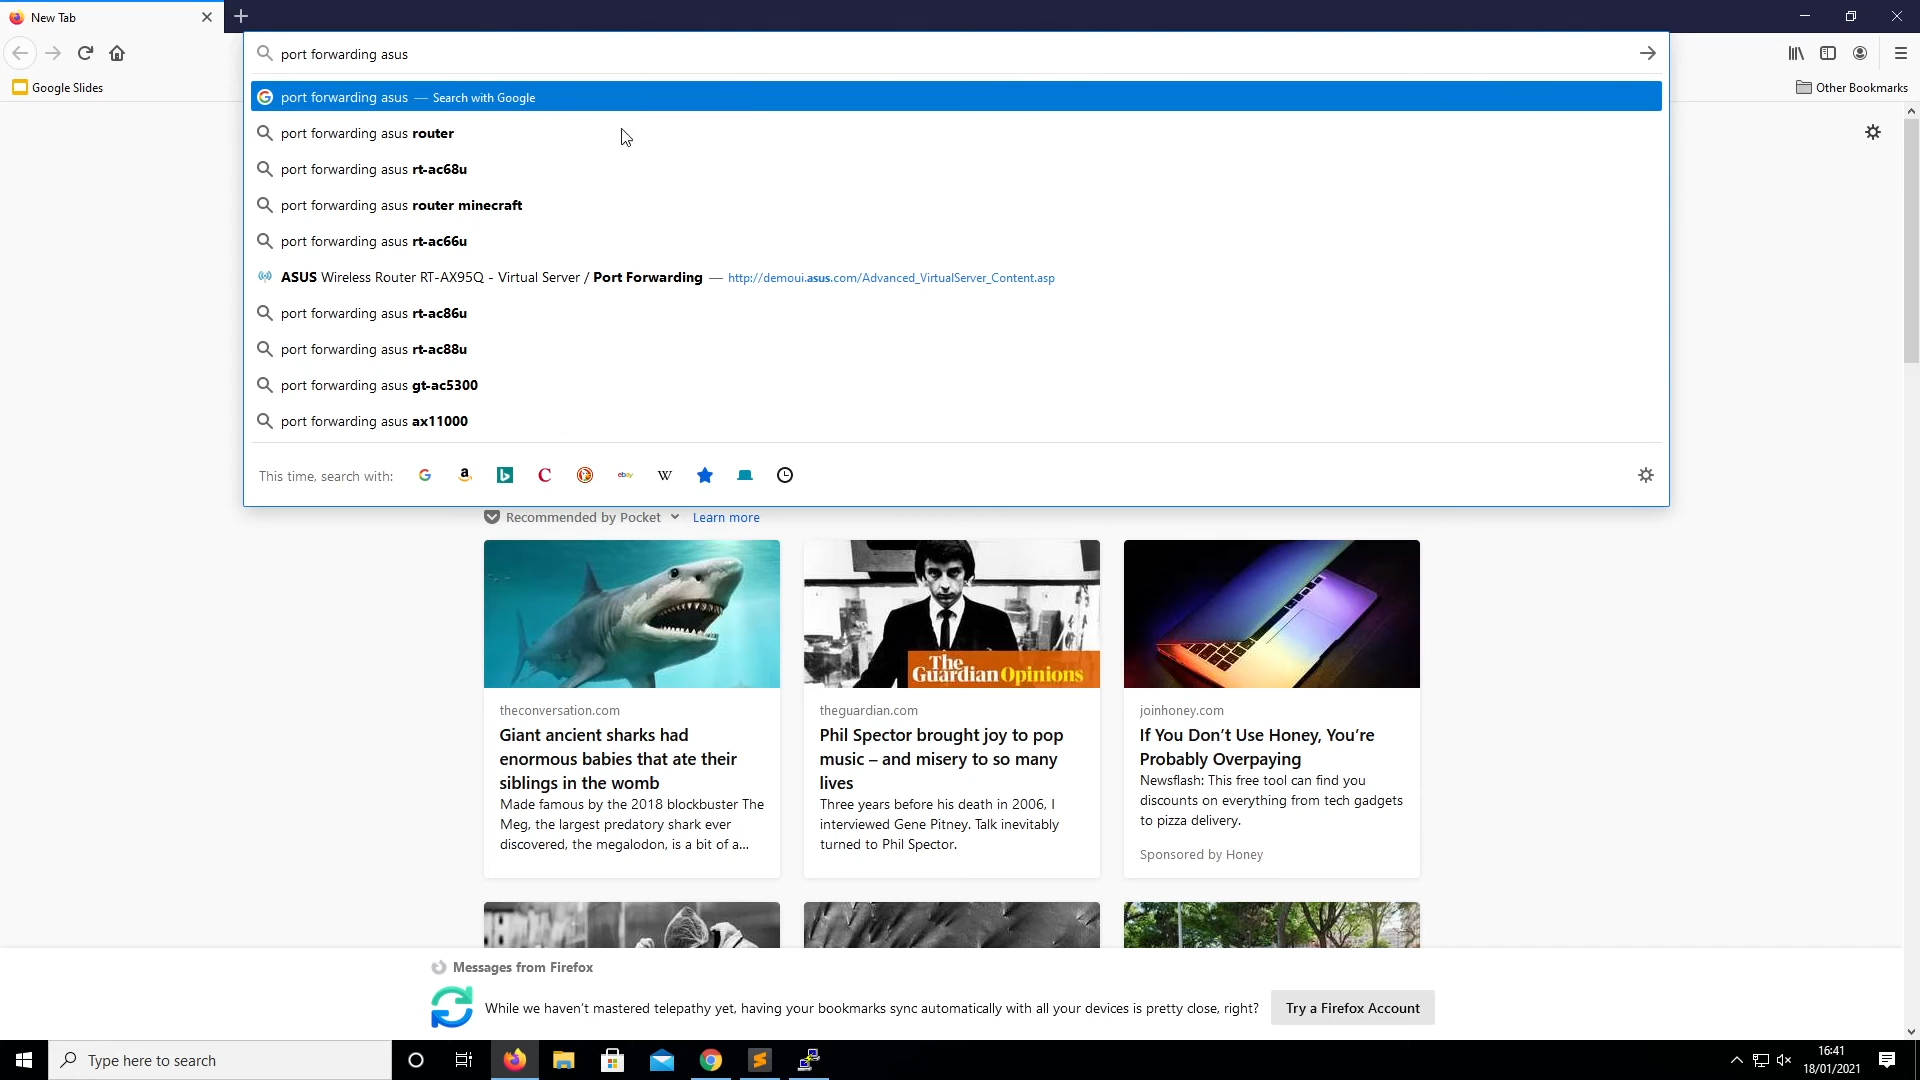 New Tab
port forwarding asus
Google Slides
Other Bookmarks
port forwarding asus — Search with Google
port forwarding asus router
port forwarding asus rt-ac68u
port forwarding asus router minecraft
port forwarding asus rt-ac66u
ASUS Wireless Router RT-AX95Q - Virtual Server / Port Forwarding — http://demoui.asus.com/Advanced_VirtualServer_Content.asp
port forwarding asus rt-ac86u
port forwarding asus rt-ac88u
port forwarding asus gt-ac5300
port forwarding asus ax11000
This time, search with:
ebay
W
Recommended by Pocket
Learn more
The
Guardian Opinions
theconversation.com
Giant ancient sharks had
enormous babies that ate their
siblings in the womb
Made famous by the 2018 blockbuster The
Meg, the largest predatory shark ever
discovered, the megalodon, is a bit of a...
theguardian.com
Phil Spector brought joy to pop
music – and misery to so many
lives
Three years before his death in 2006, I
interviewed Gene Pitney. Talk inevitably
turned to Phil Spector.
joinhoney.com
If You Don't Use Honey, You're
Probably Overpaying
Newsflash: This free tool can find you
discounts on everything from tech gadgets
to pizza delivery.
Sponsored by Honey
Messages from Firefox
While we haven't mastered telepathy yet, having your bookmarks sync automatically with all your devices is pretty close, right?
Try a Firefox Account
Type here to search
16:41
18/01/2021